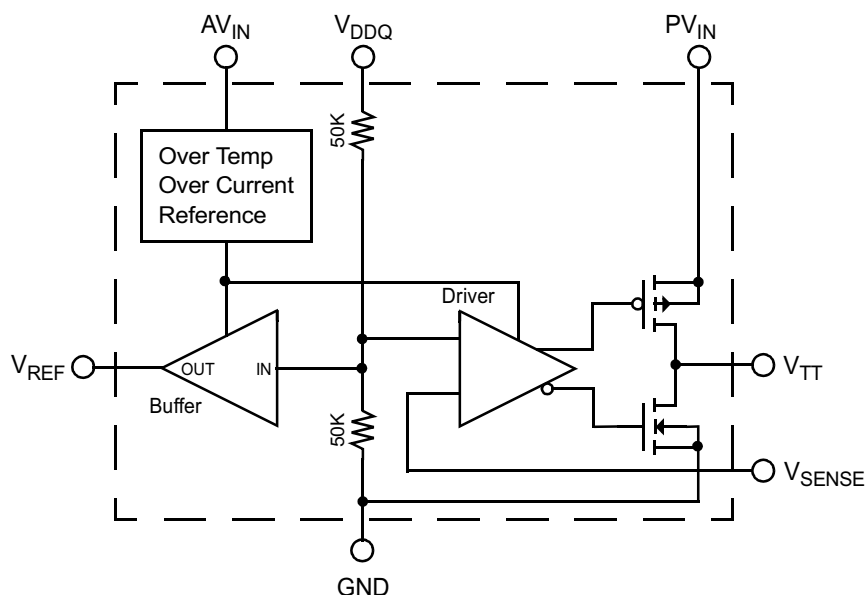 AVIN
VDDQ
PVIN
50K
Over Temp
Over Current
Reference
Driver
VREF
OUT
IN
Buffer
50K
VTT
VSENSE
GND